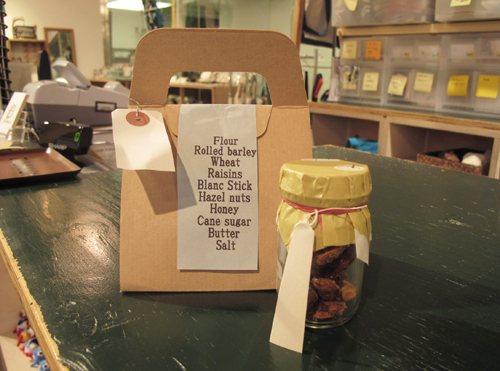 Flour
Rolled barley
Wheat
Raisins
Blanc Stick
Hazel nuts
Honey
Cane sugar
Butter
Salt